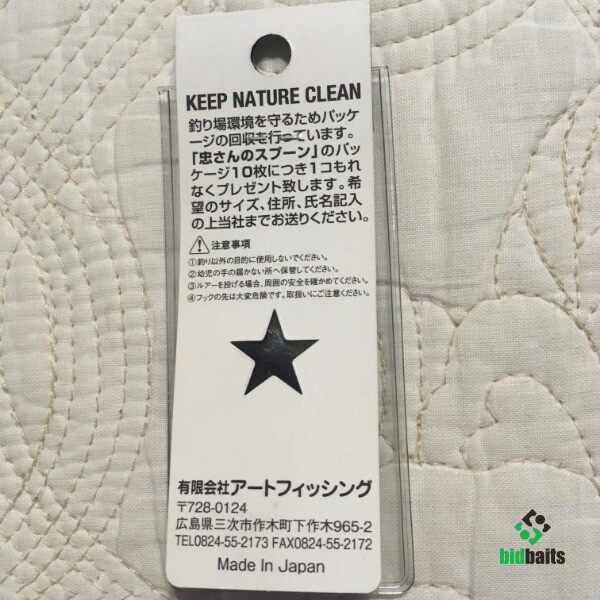 KEEP NATURE CLEAN
釣り場環境を守るためパッケ
ージの回収を行っています。
「忠さんのスプーン」のパッ
ケージ10枚につき1コもれ
なくプレゼント致します。希
望のサイズ、住所、氏名記入
の上当社までお送りください。
注意事項
①釣り以外の目的に使用しないでください。
②幼児の手の届かない所へ保管してください。
③ルアーを投げる場合、周囲の安全を確かめてください。
④フックの先は大変危険です。取扱いにご注意ください。
有限会社アートフィッシング
〒728-0124
広島県三次市作木町下作木965-2
TEL0824-55-2173 FAX0824-55-2172
Made In Japan
bidbaits